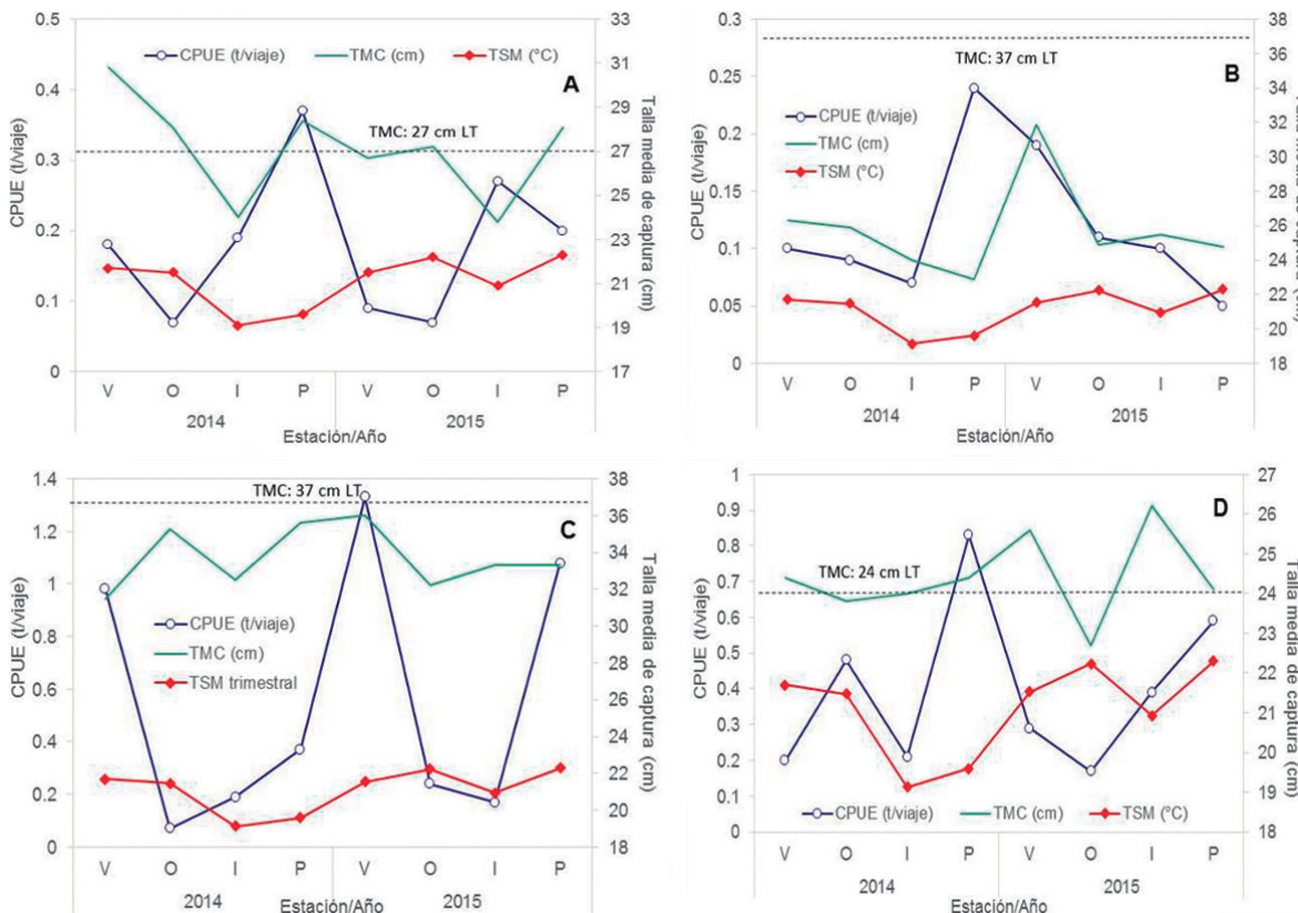 A
CPUE (t/viaje)
TMC (cm)
TSM (°C)
TMC: 27 cm LT
CPUE (t/viaje)
0.5
0.4
0.3
0.2
0.1
0
33
31
29
27
25
23
21
19
17
Talla media de captura (cm)
V O I P V O I P
2014 2015
Estación/Año
B
TMC: 37 cm LT
CPUE (t/viaje)
TMC (cm)
TSM (°C)
CPUE (t/viaje)
0.3
0.25
0.2
0.15
0.1
0.05
0
38
36
34
32
30
28
26
24
22
20
18
V O I P V O I P
2014 2015
Estación/Año
C
TMC: 37 cm LT
CPUE (t/viaje)
TMC (cm)
TSM trimestral
CPUE (t/viaje)
1.4
1.2
1
0.8
0.6
0.4
0.2
0
38
36
34
32
30
28
26
24
22
20
18
Talla media de captura (cm)
V O I P V O I P
2014 2015
Estación/Año
D
TMC: 24 cm LT
CPUE (t/viaje)
TMC (cm)
TSM (°C)
CPUE (t/viaje)
1
0.9
0.8
0.7
0.6
0.5
0.4
0.3
0.2
0.1
0
27
26
25
24
23
22
21
20
19
18
Talla media de captura (cm)
V O I P V O I P
2014 2015
Estación/Año